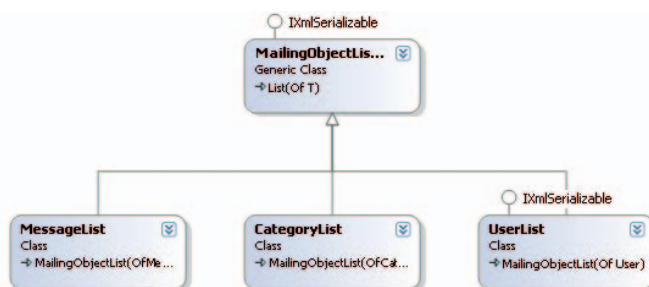 IXmlSerializable
MailingObjectLis...
Generic Class
List(Of T)
IXmlSerializable
MessageList
Class
MailingObjectList(OfMe...
CategoryList
Class
MailingObjectList(OfCat...
UserList
Class
MailingObjectList(Of User)